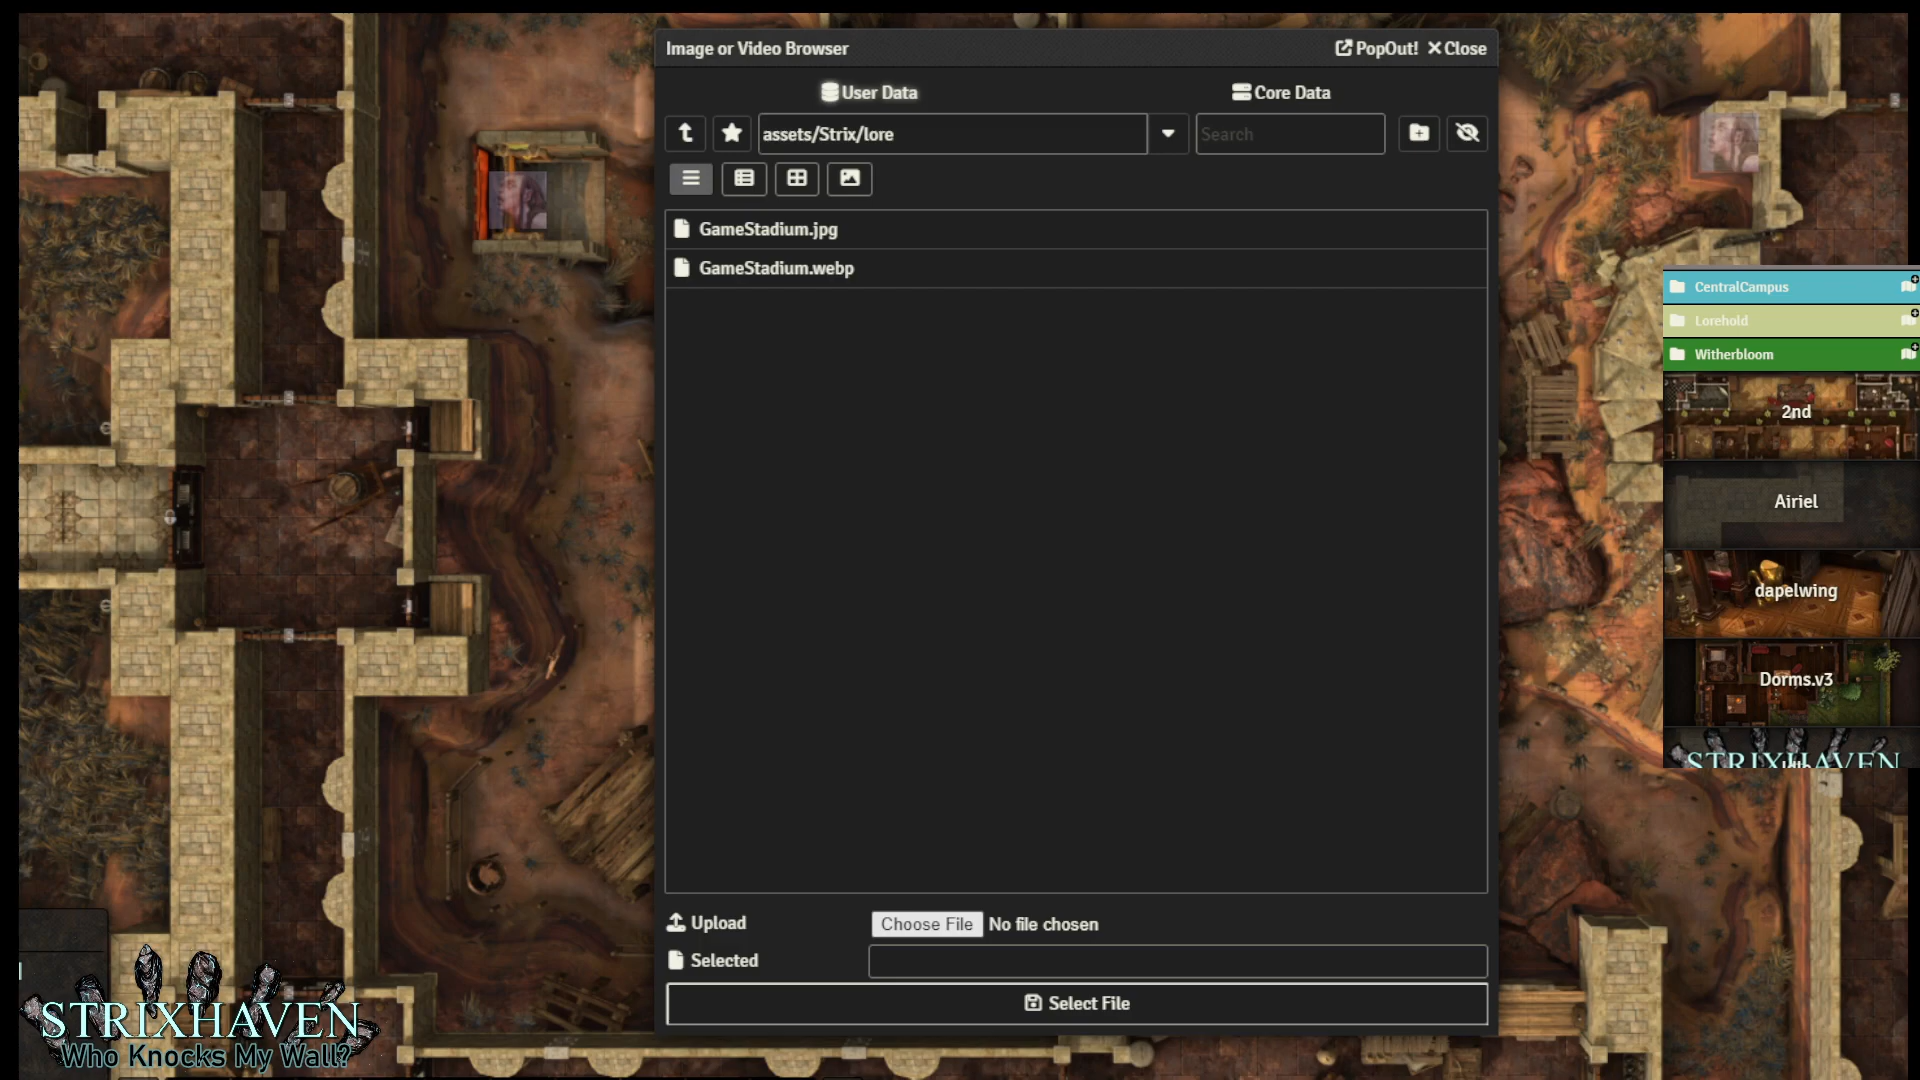 Image or Video Browser
PopOut! Close
User Data
Core Data
assets/Strix/lore
Search
GameStadium.jpg
GameStadium.webp
Upload
Choose File No file chosen
Selected
Select File
CentralCampus
Lorehold
Witherbloom
2nd
Airiel
dapelwing
Dorms.v3
STRIXHAVEN
STRIXHAVEN
Who Knocks My Wall?